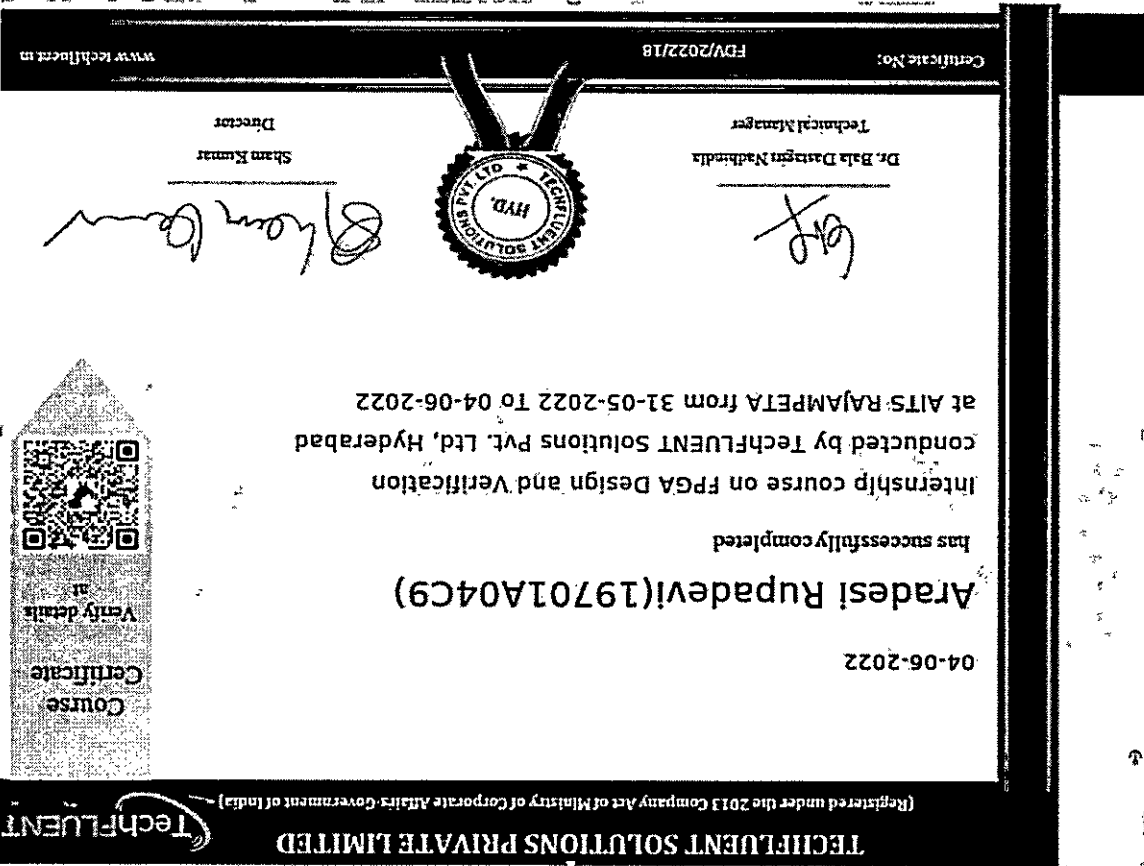 TECHFLUENT SOLUTIONS PRIVATE LIMITED
(Registered under the 2013 Company Act of Ministry of Corporate Affairs-Government of India)
TECHFLUENT
Course
Certificate
Verify details
at
04-06-2022
Aradesi Rupadevi(19701A04C9)
has successfully completed
Internship course on FPGA Design and Verification
conducted by TechFLUENT Solutions Pvt. Ltd, Hyderabad
at AITS RAJAMPETA from 31-05-2022 To 04-06-2022
Dr. Bala Dastagiri Nadhindla
Technical Manager
TECHFLUENT SOLUTIONS PVT. LTD
HYD.
Sham Kumar
Sham Kumar
Director
Certificate No:
FDV/2022/18
www.techfluent.in